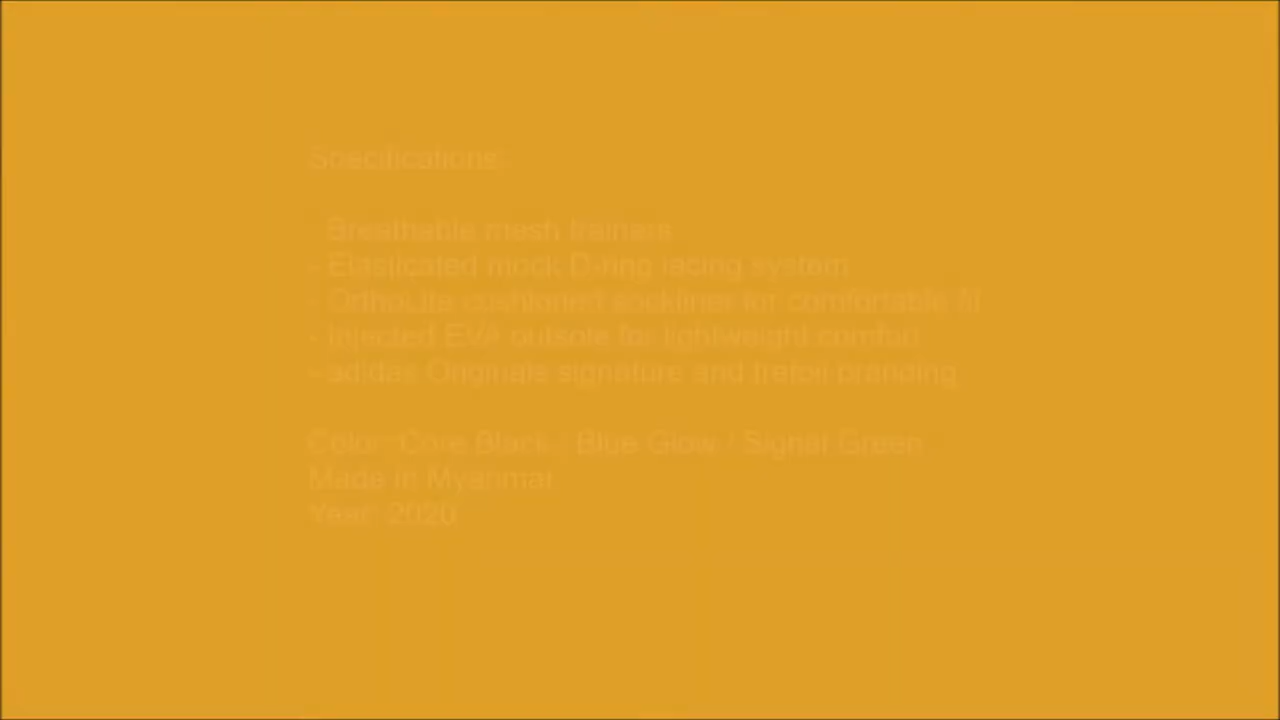 Specifications:
- Breathable mesh trainers
- Elasticated mock D-ring lacing system
- OrthoLite cushioned sockliner for comfortable fit
- Injected EVA outsole for lightweight comfort
- adidas Originals signature and trefoil branding
Color: Core Black / Blue Glow / Signal Green
Made in Myanmar
Year: 2020